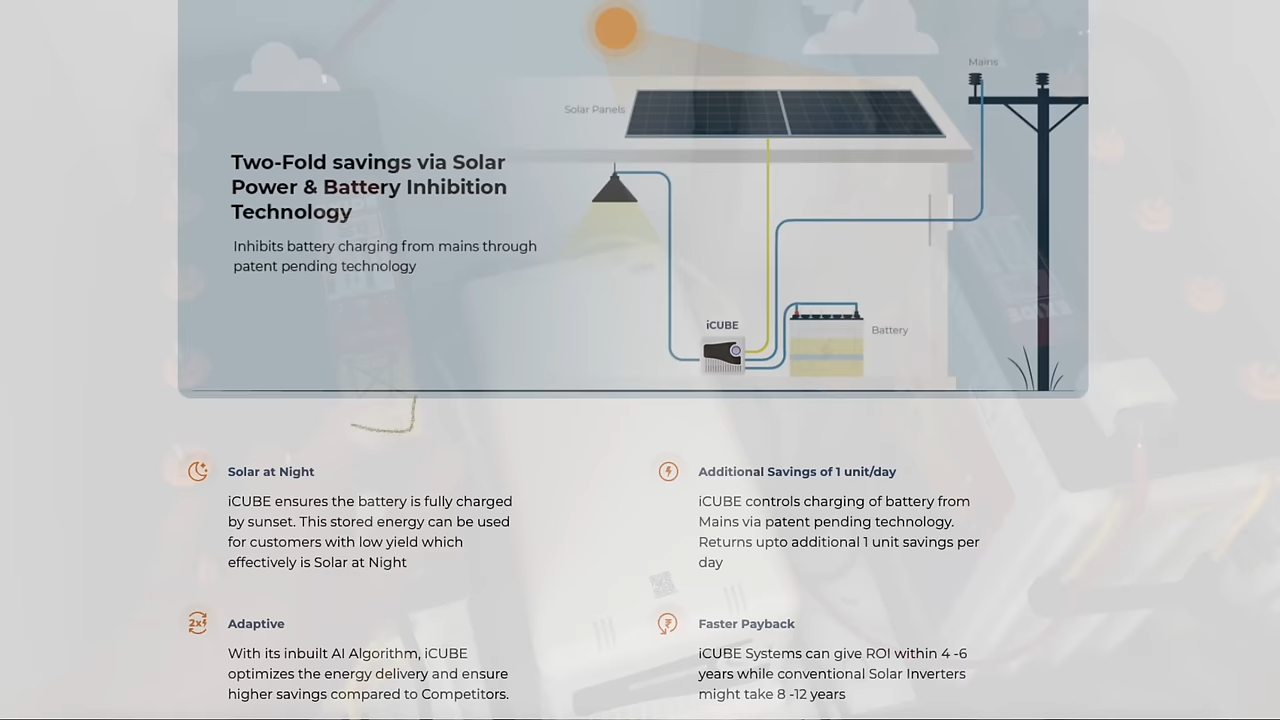 Mains
Solar Panels
Two-Fold savings via Solar
Power & Battery Inhibition
Technology
Inhibits battery charging from mains through
patent pending technology
iCUBE
Battery
Solar at Night
iCUBE ensures the battery is fully charged
by sunset. This stored energy can be used
for customers with low yield which
effectively is Solar at Night
Additional Savings of 1 unit/day
iCUBE controls charging of battery from
Mains via patent pending technology.
Returns upto additional 1 unit savings per
day
2x
Adaptive
With its inbuilt AI Algorithm, iCUBE
optimizes the energy delivery and ensure
higher savings compared to Competitors.
₹
Faster Payback
iCUBE Systems can give ROI within 4 -6
years while conventional Solar Inverters
might take 8 -12 years